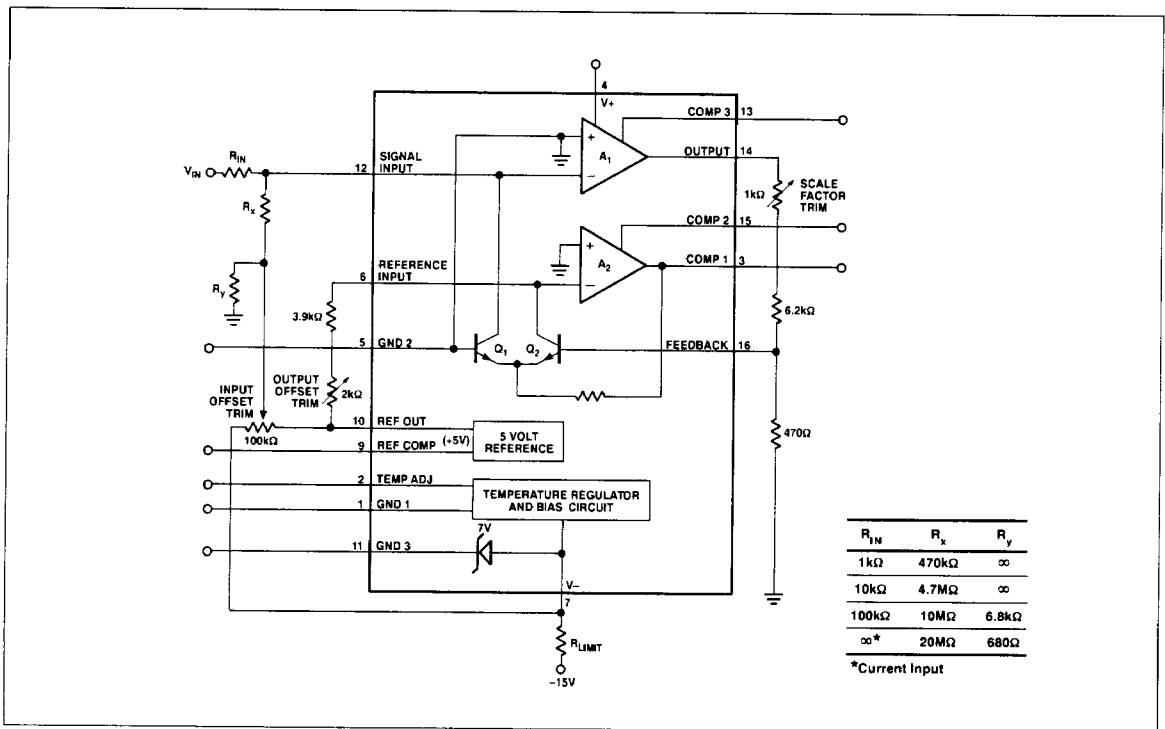 4
V+
COMP 3 13
OUTPUT 14
A1
+
−
VIN
RIN
12 SIGNAL
INPUT
Rx
1kΩ
SCALE
FACTOR
TRIM
COMP 2 15
COMP 1 3
A2
+
−
6 REFERENCE
INPUT
Ry
3.9kΩ
6.2kΩ
5 GND 2
Q1
Q2
FEEDBACK 16
INPUT
OFFSET
TRIM
100kΩ
OUTPUT
OFFSET
TRIM
2kΩ
470Ω
10 REF OUT
9 REF COMP (+5V)
5 VOLT
REFERENCE
2 TEMP ADJ
1 GND 1
TEMPERATURE REGULATOR
AND BIAS CIRCUIT
7V
11 GND 3
V−
7
RLIMIT
−15V
RIN Rx Ry
1kΩ 470kΩ ∞
10kΩ 4.7MΩ ∞
100kΩ 10MΩ 6.8kΩ
∞* 20MΩ 680Ω
*Current Input